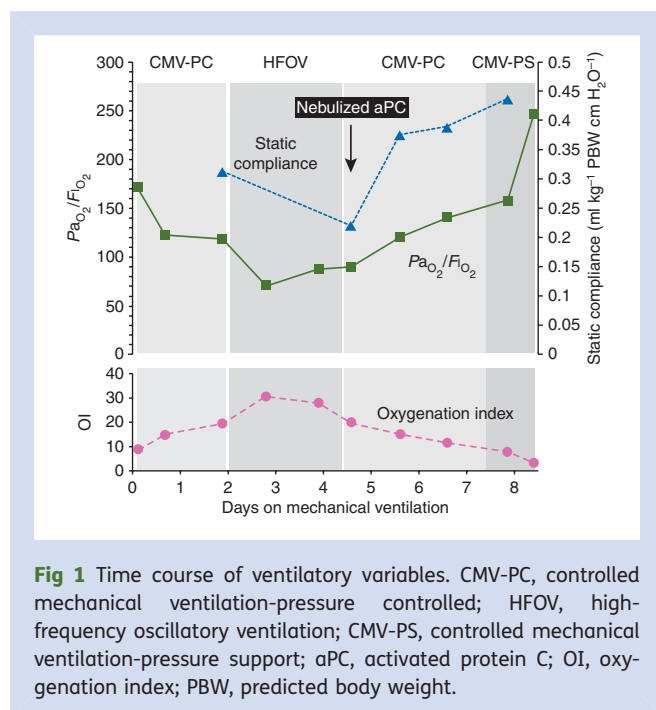 CMV-PC HFOV CMV-PC CMV-PS
300
250
200
150
100
50
0
PaO2/FIO2
Nebulized aPC
Static
compliance
PaO2/FIO2
0.5
0.45
0.4
0.35
0.3
0.25
0.2
0.15
0.1
0.05
0
Static compliance (ml kg−1 PBW cm H2O−1)
40
30
20
10
0
OI
Oxygenation index
0 1 2 3 4 5 6 7 8
Days on mechanical ventilation
Fig 1 Time course of ventilatory variables. CMV-PC, controlled
mechanical ventilation-pressure controlled; HFOV, high-
frequency oscillatory ventilation; CMV-PS, controlled mechanical
ventilation-pressure support; aPC, activated protein C; OI, oxy-
genation index; PBW, predicted body weight.